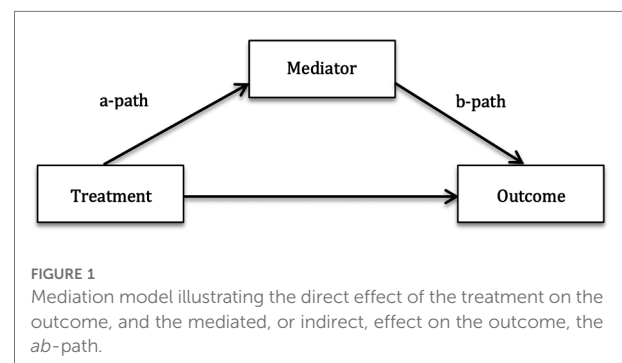 Mediator
a-path
b-path
Treatment
Outcome
FIGURE 1
Mediation model illustrating the direct effect of the treatment on the
outcome, and the mediated, or indirect, effect on the outcome, the
ab-path.